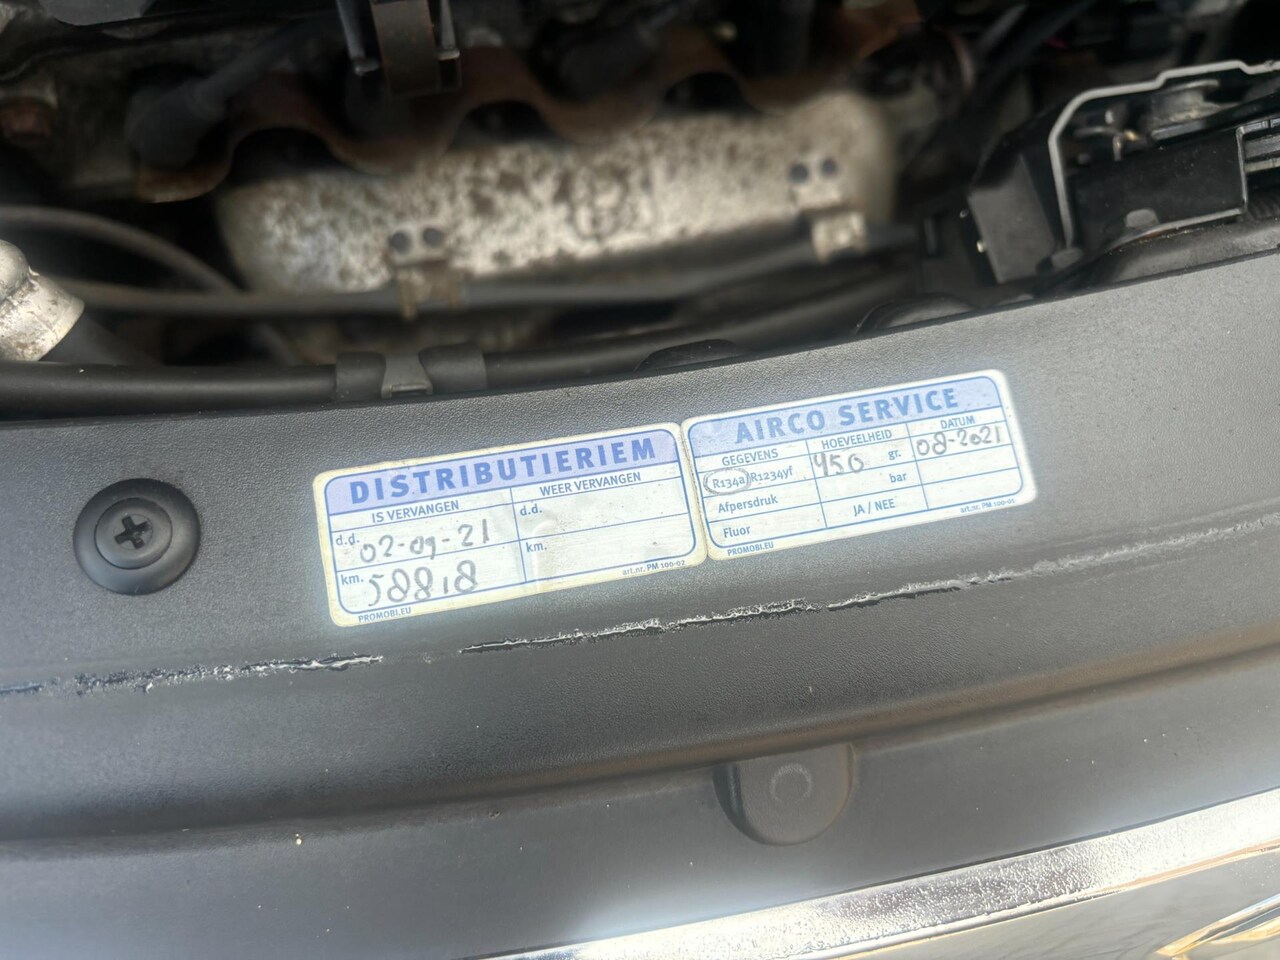 DISTRIBUTIERIEM
IS VERVANGEN WEER VERVANGEN
d.d. 02-09-21 d.d.
km. 58818 km.
PROMOBI.EU art.nr. PM 100-02
AIRCO SERVICE
GEGEVENS HOEVEELHEID DATUM
R134a R1234yf 450 gr. 08-2021
Afpersdruk bar
Fluor JA / NEE
PROMOBI.EU art.nr. PM 100-01